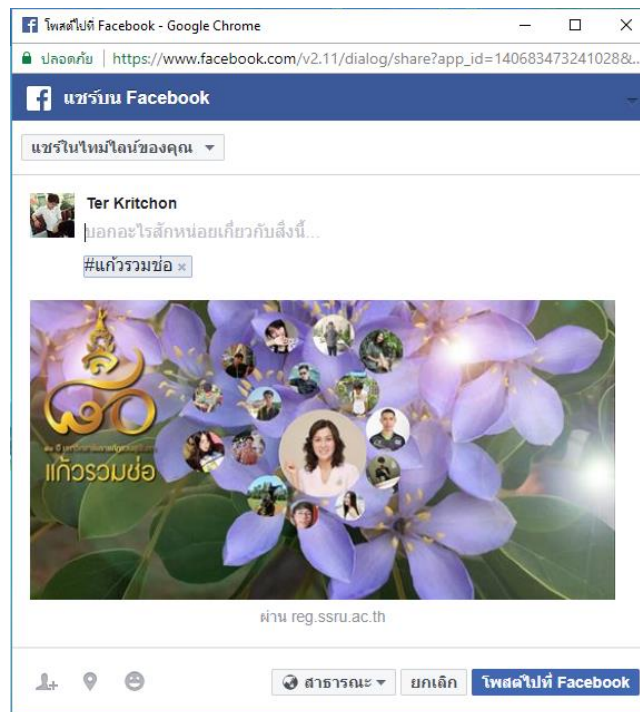 โพสต์ไปที่ Facebook - Google Chrome
ปลอดภัย | https://www.facebook.com/v2.11/dialog/share?app_id=140683473241028&...
แชร์บน Facebook
แชร์ในไทม์ไลน์ของคุณ
Ter Kritchon
บอกอะไรสักหน่อยเกี่ยวกับสิ่งนี้...
#แก้วรวมช่อ ×
แก้วรวมช่อ
ผ่าน reg.ssru.ac.th
สาธารณะ
ยกเลิก
โพสต์ไปที่ Facebook